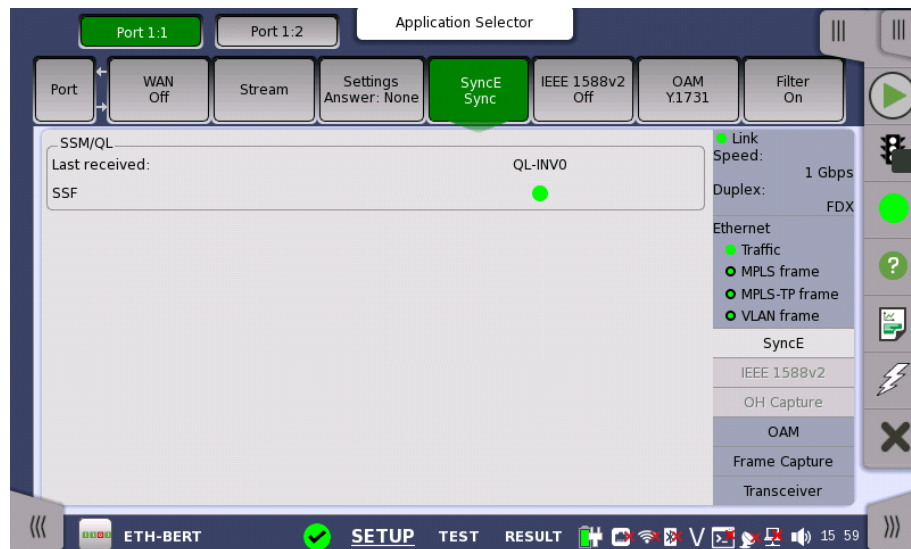 Application Selector
Port 1:1
Port 1:2
Port
WAN
Off
Stream
Settings
Answer: None
SyncE
Sync
IEEE 1588v2
Off
OAM
Y.1731
Filter
On
SSM/QL
Last received: QL-INV0
SSF
Link
Speed:
1 Gbps
Duplex:
FDX
Ethernet
Traffic
MPLS frame
MPLS-TP frame
VLAN frame
SyncE
IEEE 1588v2
OH Capture
OAM
Frame Capture
Transceiver
ETH-BERT SETUP TEST RESULT V 15 59